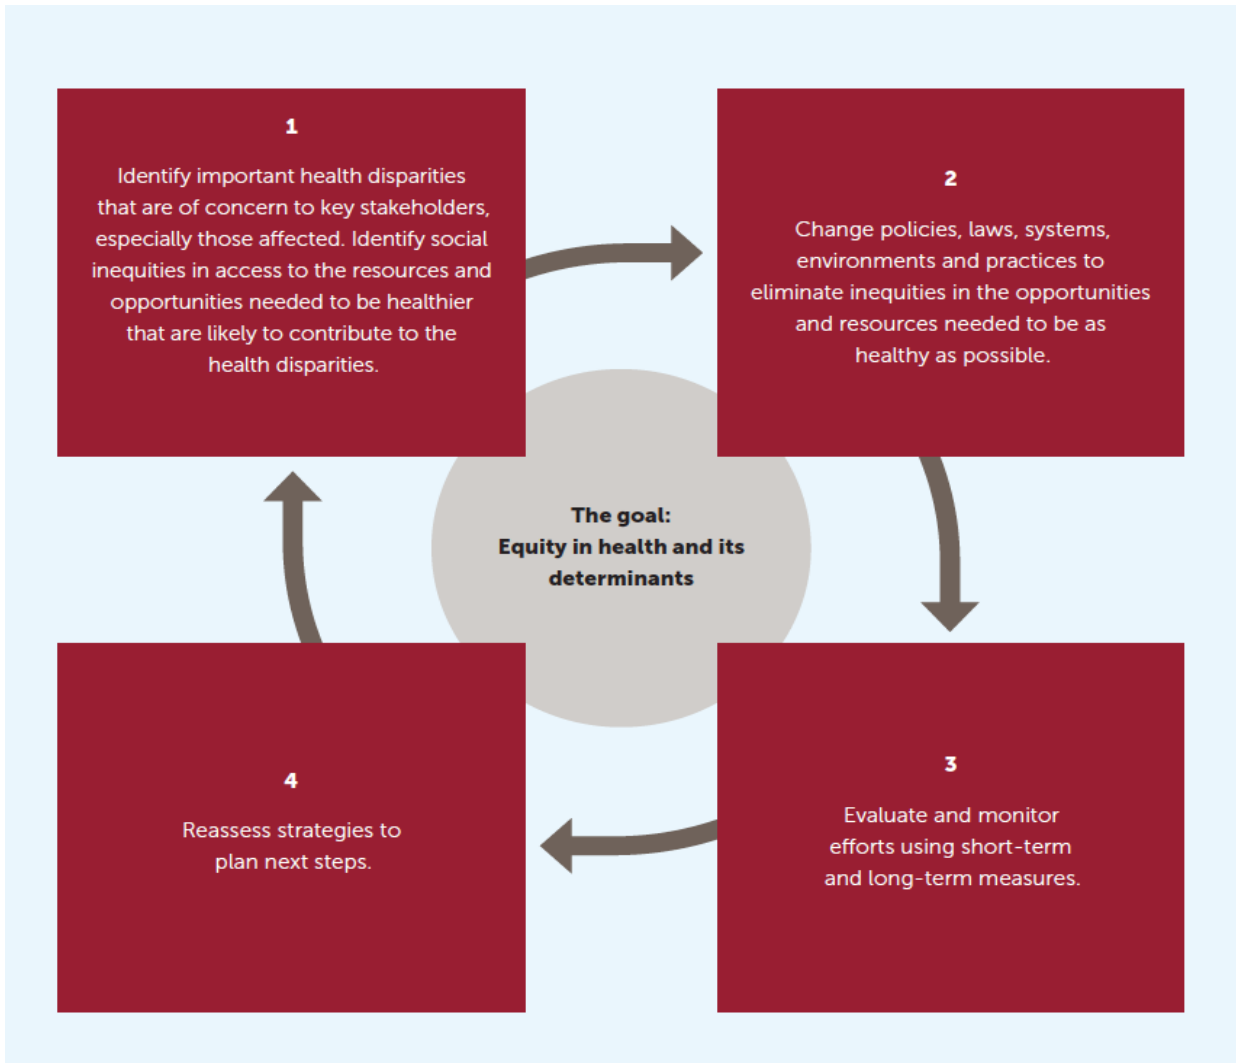 1
Identify important health disparities
that are of concern to key stakeholders,
especially those affected. Identify social
inequities in access to the resources and
opportunities needed to be healthier
that are likely to contribute to the
health disparities.
2
Change policies, laws, systems,
environments and practices to
eliminate inequities in the opportunities
and resources needed to be as
healthy as possible.
The goal:
Equity in health and its
determinants
3
Evaluate and monitor
efforts using short-term
and long-term measures.
4
Reassess strategies to
plan next steps.